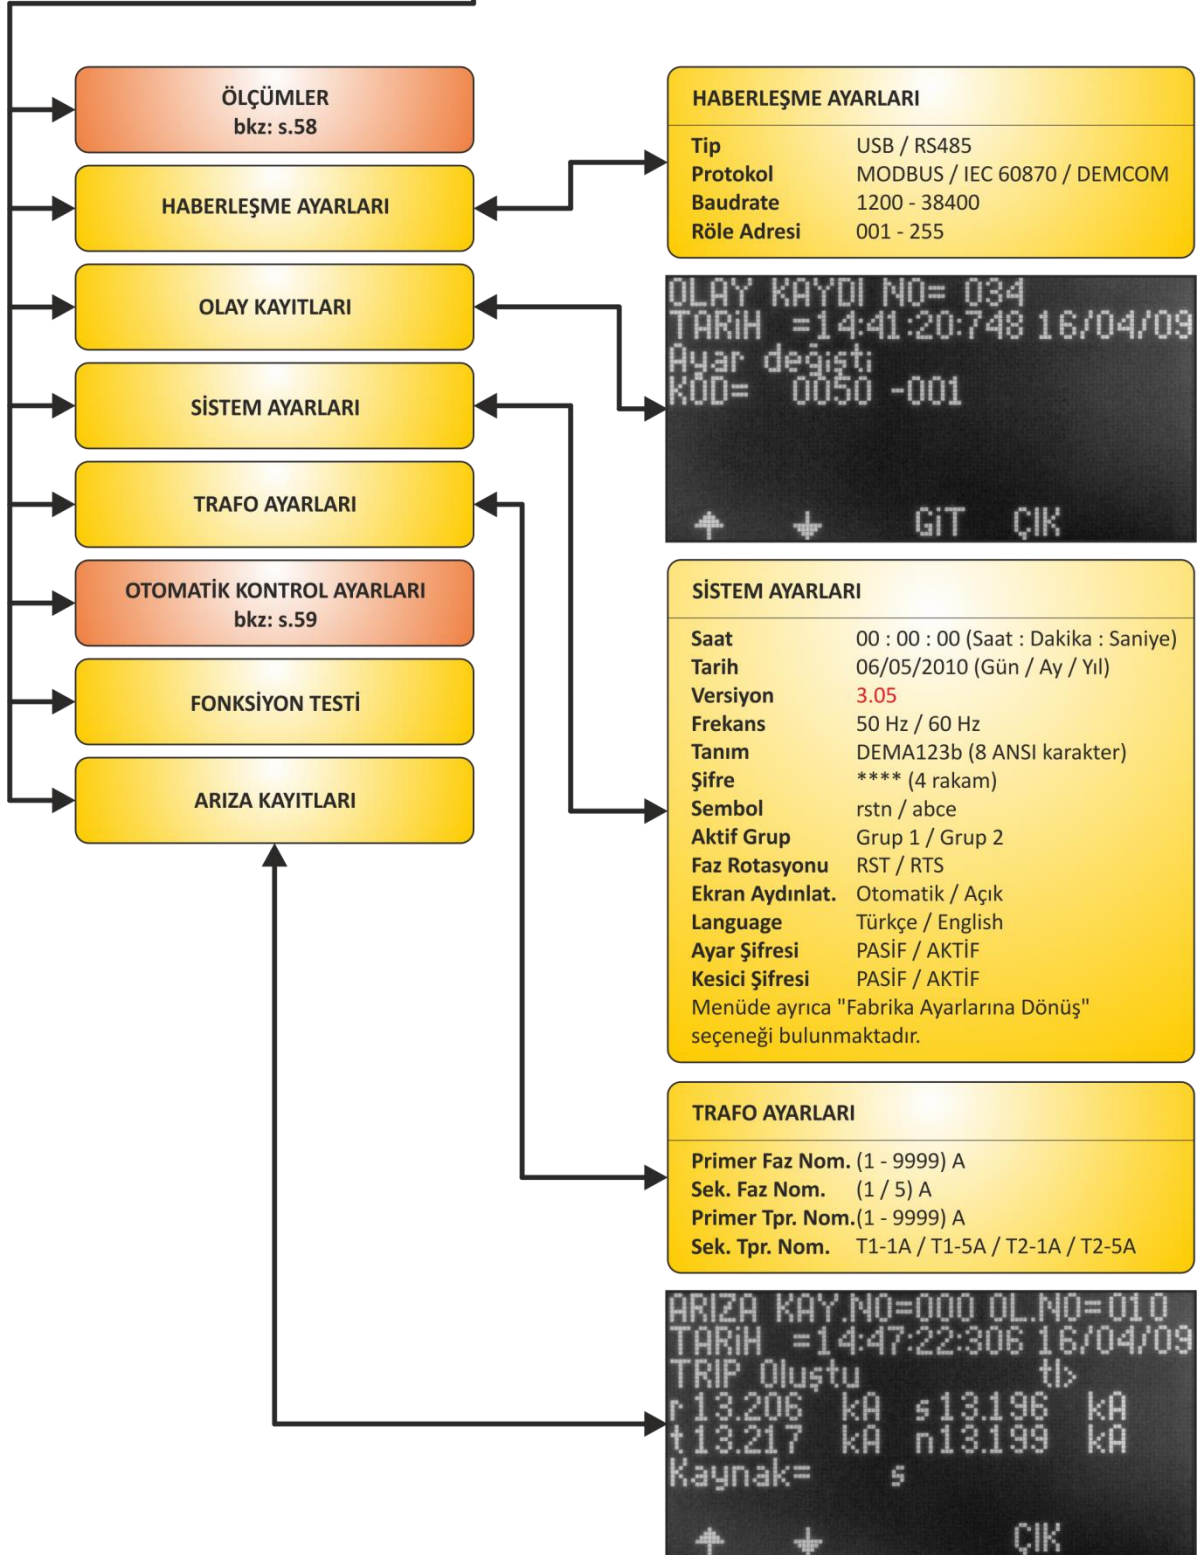 ÖLÇÜMLER
bkz: s.58
HABERLEŞME AYARLARI
OLAY KAYITLARI
SİSTEM AYARLARI
TRAFO AYARLARI
OTOMATİK KONTROL AYARLARI
bkz: s.59
FONKSİYON TESTİ
ARIZA KAYITLARI
HABERLEŞME AYARLARI
Tip USB / RS485
Protokol MODBUS / IEC 60870 / DEMCOM
Baudrate 1200 - 38400
Röle Adresi 001 - 255
OLAY KAYDI NO= 034
TARiH =14:41:20:748 16/04/09
Ayar değişti
KOD= 0050 -001
GiT ÇIK
SİSTEM AYARLARI
Saat 00 : 00 : 00 (Saat : Dakika : Saniye)
Tarih 06/05/2010 (Gün / Ay / Yıl)
Versiyon 3.05
Frekans 50 Hz / 60 Hz
Tanım DEMA123b (8 ANSI karakter)
Şifre **** (4 rakam)
Sembol rstn / abce
Aktif Grup Grup 1 / Grup 2
Faz Rotasyonu RST / RTS
Ekran Aydınlat. Otomatik / Açık
Language Türkçe / English
Ayar Şifresi PASİF / AKTİF
Kesici Şifresi PASİF / AKTİF
Menüde ayrıca "Fabrika Ayarlarına Dönüş"
seçeneği bulunmaktadır.
TRAFO AYARLARI
Primer Faz Nom. (1 - 9999) A
Sek. Faz Nom. (1 / 5) A
Primer Tpr. Nom. (1 - 9999) A
Sek. Tpr. Nom. T1-1A / T1-5A / T2-1A / T2-5A
ARIZA KAY.NO=000 OL.NO=010
TARiH =14:47:22:306 16/04/09
TRIP Oluştu tI>
r13.206 kA s13.196 kA
t13.217 kA n13.199 kA
Kaynak= s
ÇIK